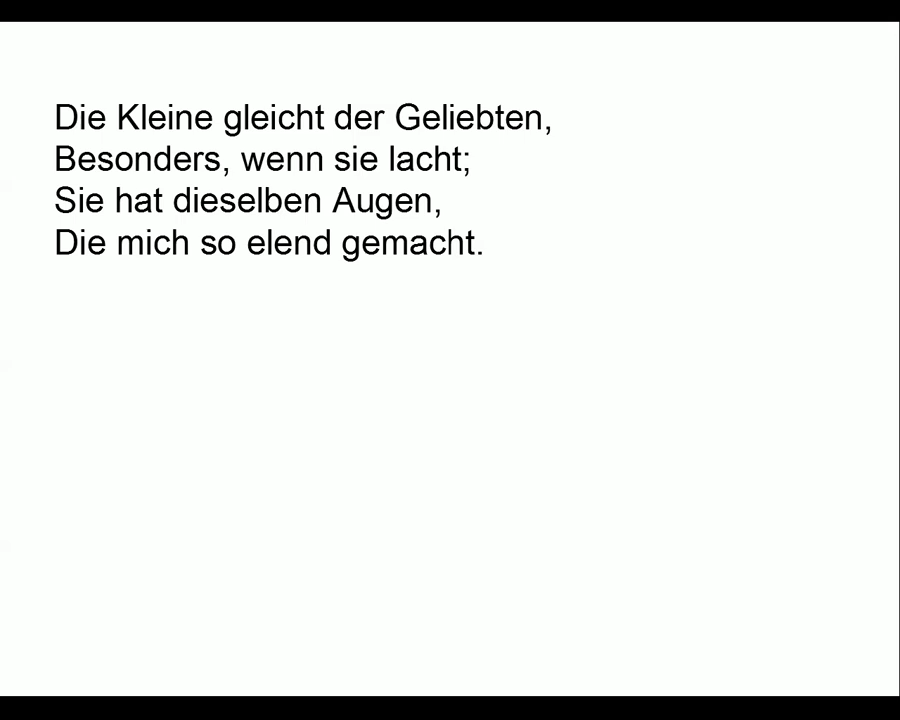 Die Kleine gleicht der Geliebten,
Besonders, wenn sie lacht;
Sie hat dieselben Augen,
Die mich so elend gemacht.